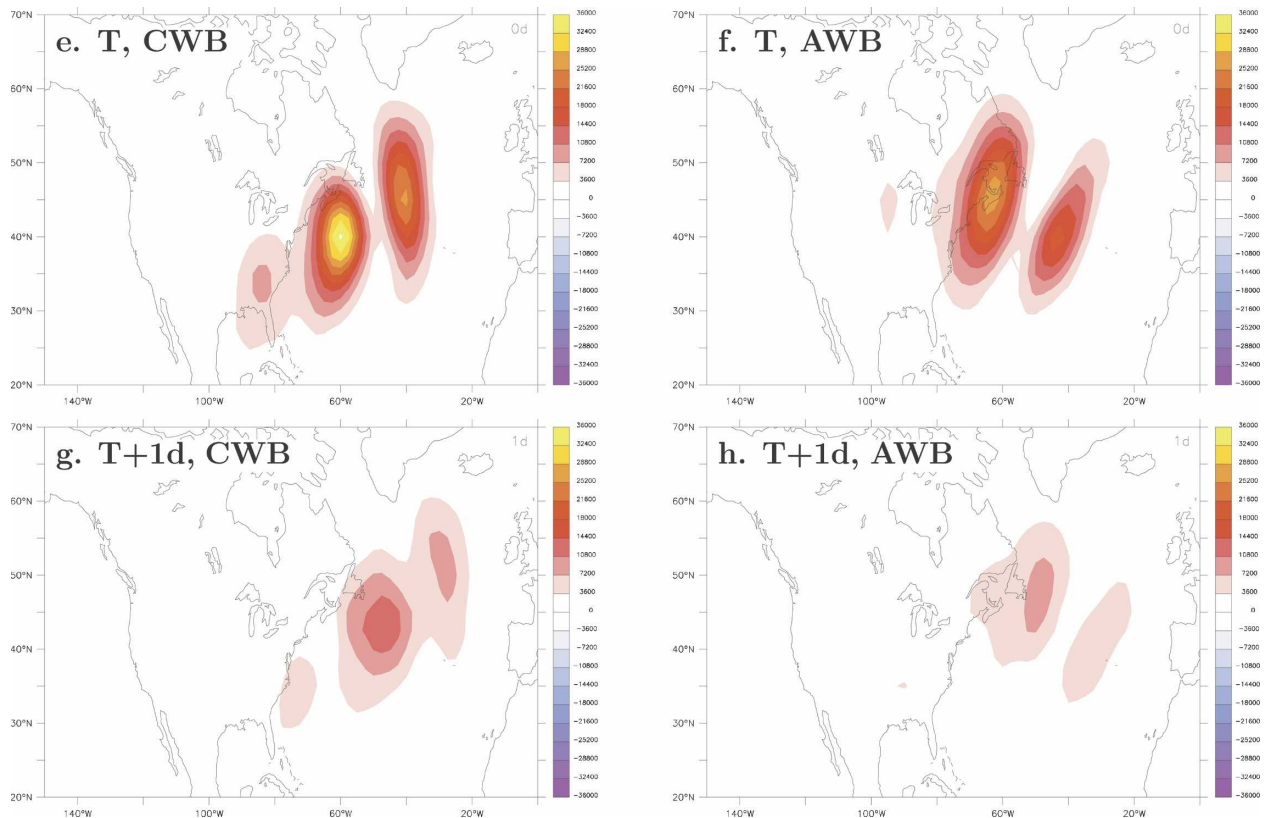 e. T, CWB
0d
70°N
60°N
50°N
40°N
30°N
20°N
140°W
100°W
60°W
20°W
36000
32400
28800
25200
21600
18000
14400
10800
7200
3600
0
−3600
−7200
−10800
−14400
−18000
−21600
−25200
−28800
−32400
−36000
f. T, AWB
0d
70°N
60°N
50°N
40°N
30°N
20°N
140°W
100°W
60°W
20°W
36000
32400
28800
25200
21600
18000
14400
10800
7200
3600
0
−3600
−7200
−10800
−14400
−18000
−21600
−25200
−28800
−32400
−36000
g. T+1d, CWB
1d
70°N
60°N
50°N
40°N
30°N
20°N
140°W
100°W
60°W
20°W
36000
32400
28800
25200
21600
18000
14400
10800
7200
3600
0
−3600
−7200
−10800
−14400
−18000
−21600
−25200
−28800
−32400
−36000
h. T+1d, AWB
1d
70°N
60°N
50°N
40°N
30°N
20°N
140°W
100°W
60°W
20°W
36000
32400
28800
25200
21600
18000
14400
10800
7200
3600
0
−3600
−7200
−10800
−14400
−18000
−21600
−25200
−28800
−32400
−36000